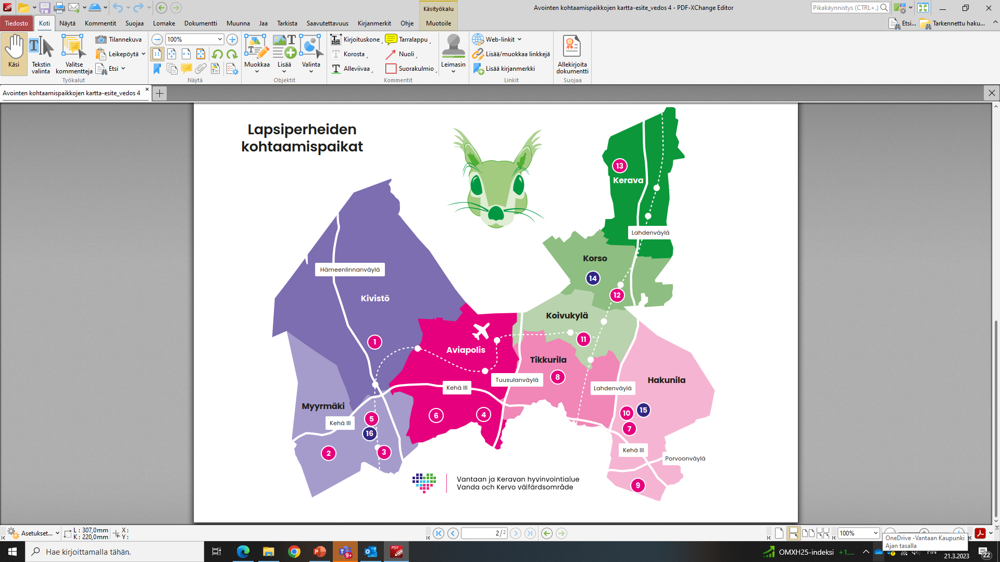 Käsityökalu
Avointen kohtaamispaikkojen kartta-esite_vedos 4 - PDF-XChange Editor
Pikakäynnistys (CTRL+.)
Tiedosto
Koti
Näytä
Kommentit
Suojaa
Lomake
Dokumentti
Muunna
Jaa
Tarkista
Saavutettavuus
Kirjanmerkit
Ohje
Muotoile
Etsi...
Tarkennettu haku...
Käsi
Tekstin
valinta
Valitse
kommentteja
Tilannekuva
Leikepöytä
Etsi
Työkalut
100%
1:1
Näytä
Muokkaa
Lisää
Valinta
Objektit
Kirjoituskone
Korosta
Alleviivaa
Tarralappu
Nuoli
Suorakulmio
Leimasin
Kommentit
Web-linkit
Lisää/muokkaa linkkejä
Lisää kirjanmerkki
Linkit
Allekirjoita
dokumentti
Suojaa
Avointen kohtaamispaikkojen kartta-esite_vedos 4
Lapsiperheiden
kohtaamispaikat
13
Kerava
Lahdenväylä
Korso
14
12
Hämeenlinnanväylä
Kivistö
Koivukylä
11
1
Aviapolis
Tikkurila
8
Tuusulanväylä
Lahdenväylä
Hakunila
Kehä III
Myyrmäki
Kehä III
5
16
6
4
10
15
7
2
3
Kehä III
Porvoonväylä
9
Vantaan ja Keravan hyvinvointialue
Vanda och Kervo välfärdsområde
Asetukset...
L : 307,0mm
K : 220,0mm
X :
Y :
2/2
100%
OneDrive -Vantaan Kaupunki
Ajan tasalla
Hae kirjoittamalla tähän.
9+
PDF
OMXH25-indeksi
+1,...
21.3.2023
22